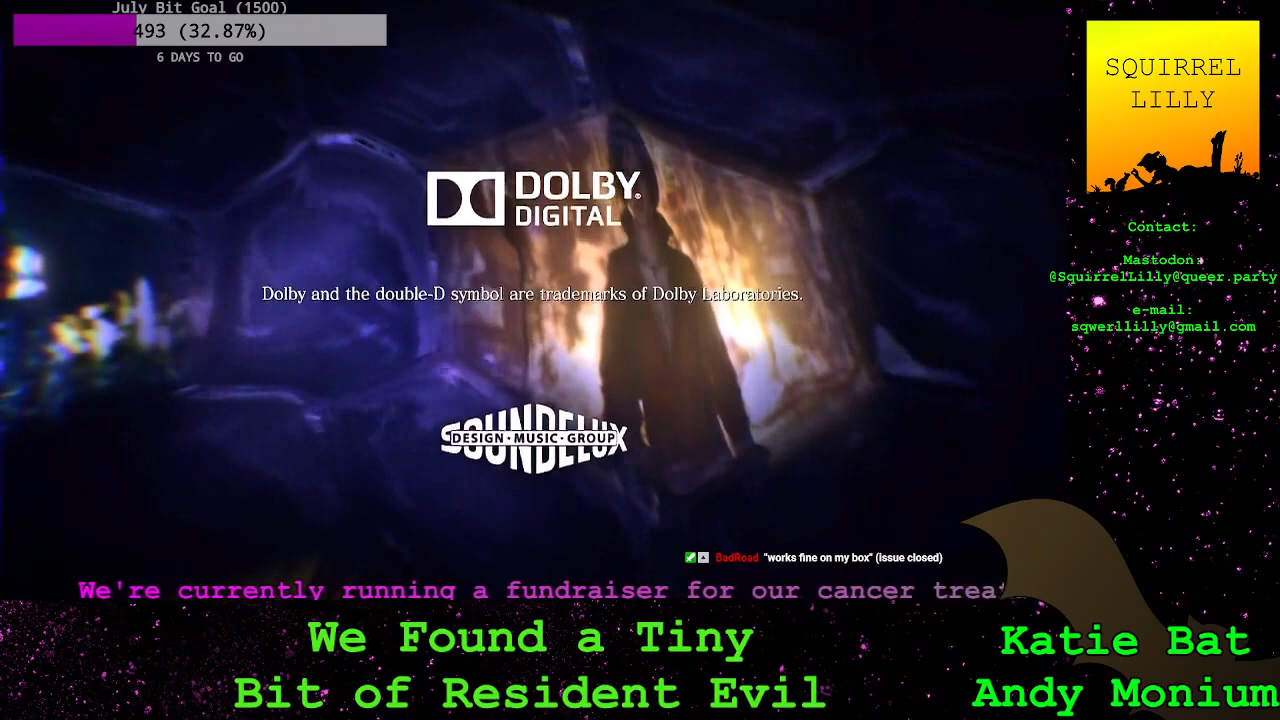 July Bit Goal (1500)
493 (32.87%)
6 DAYS TO GO
SQUIRREL
LILLY
Contact:
Mastodon:
@SquirrelLilly@queer.party
e-mail:
sqwerllilly@gmail.com
DOLBY®
DIGITAL
Dolby and the double-D symbol are trademarks of Dolby Laboratories.
SOUNDELUX
DESIGN·MUSIC·GROUP
BadRoad "works fine on my box" (issue closed)
We're currently running a fundraiser for our cancer trea
We Found a Tiny
Bit of Resident Evil
Katie Bat
Andy Monium